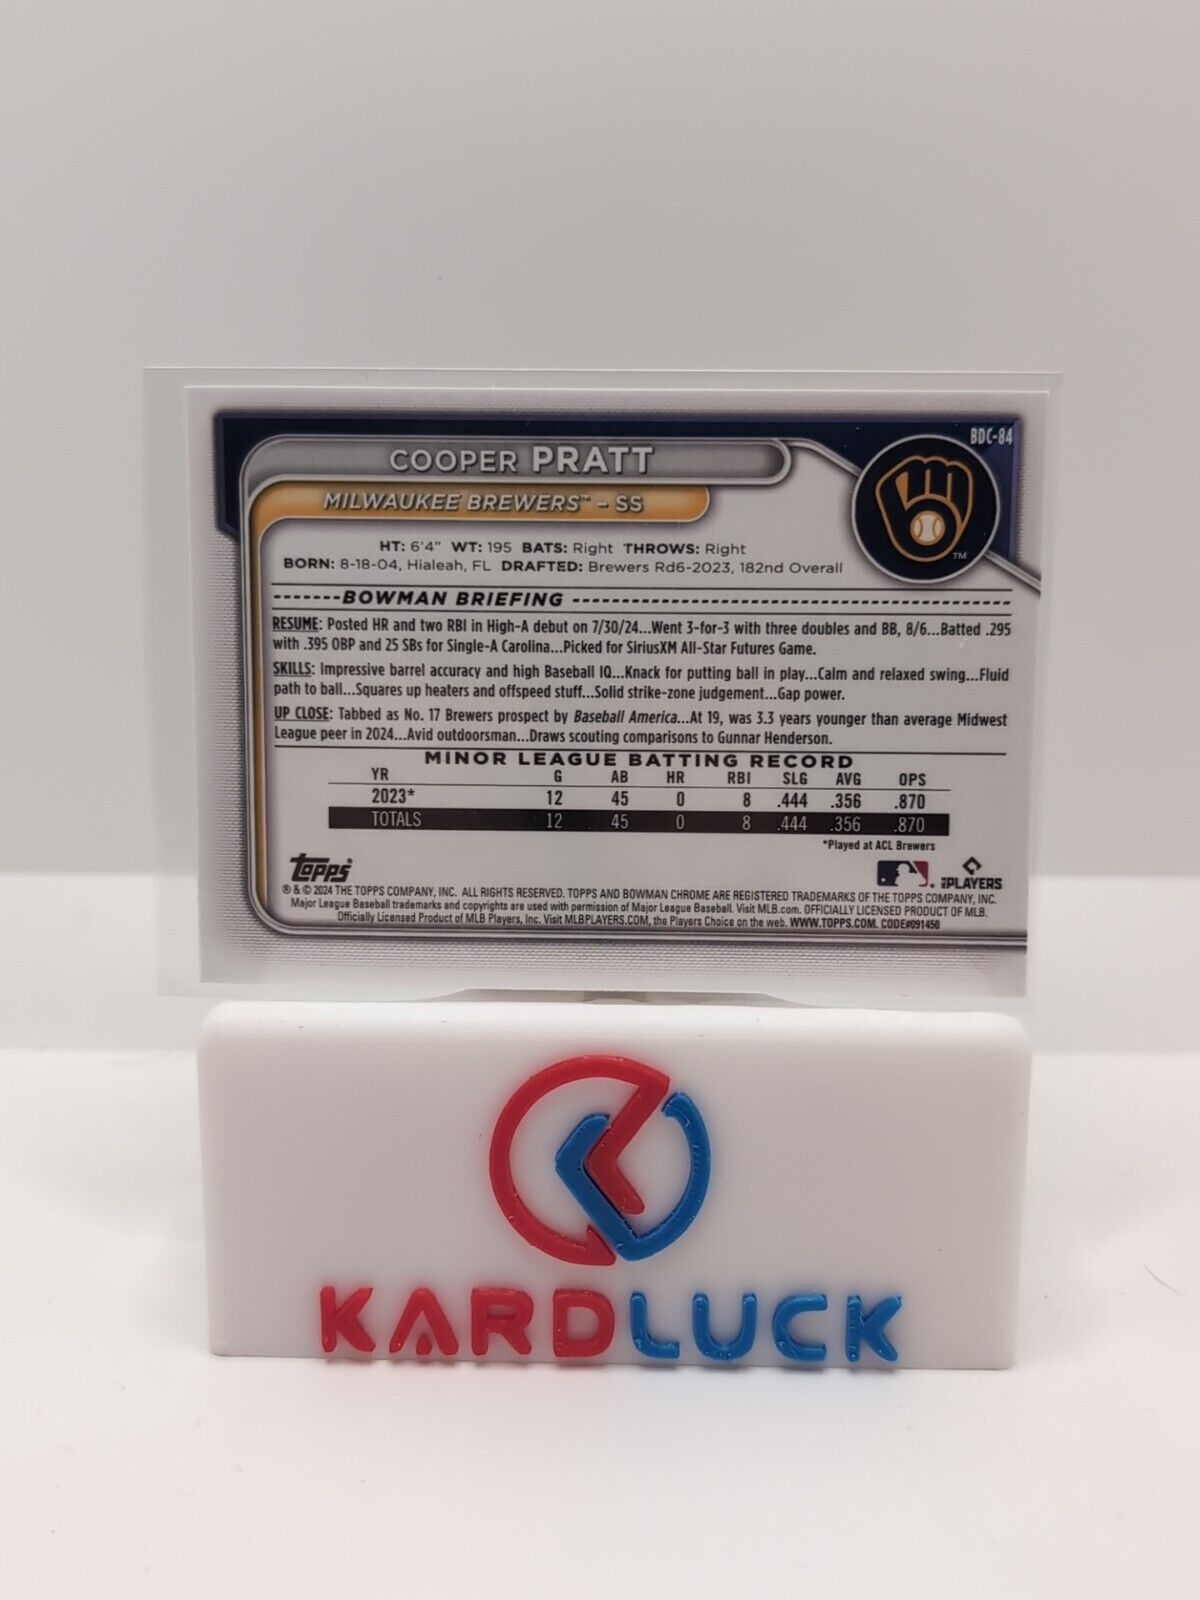 BDC-84
COOPER PRATT
MILWAUKEE BREWERS™ – SS
TM
HT: 6'4" WT: 195 BATS: Right THROWS: Right
BORN: 8-18-04, Hialeah, FL DRAFTED: Brewers Rd6-2023, 182nd Overall
BOWMAN BRIEFING
RESUME: Posted HR and two RBI in High-A debut on 7/30/24...Went 3-for-3 with three doubles and BB, 8/6...Batted .295
with .395 OBP and 25 SBs for Single-A Carolina...Picked for SiriusXM All-Star Futures Game.
SKILLS: Impressive barrel accuracy and high Baseball IQ...Knack for putting ball in play...Calm and relaxed swing...Fluid
path to ball...Squares up heaters and offspeed stuff...Solid strike-zone judgement...Gap power.
UP CLOSE: Tabbed as No. 17 Brewers prospect by Baseball America...At 19, was 3.3 years younger than average Midwest
League peer in 2024...Avid outdoorsman...Draws scouting comparisons to Gunnar Henderson.
MINOR LEAGUE BATTING RECORD
YR G AB HR RBI SLG AVG OPS
2023* 12 45 0 8 .444 .356 .870
TOTALS 12 45 0 8 .444 .356 .870
*Played at ACL Brewers
Topps®
MLB PLAYERS
® & © 2024 THE TOPPS COMPANY, INC. ALL RIGHTS RESERVED. TOPPS AND BOWMAN CHROME ARE REGISTERED TRADEMARKS OF THE TOPPS COMPANY, INC.
Major League Baseball trademarks and copyrights are used with permission of Major League Baseball. Visit MLB.com. OFFICIALLY LICENSED PRODUCT OF MLB.
Officially Licensed Product of MLB Players, Inc. Visit MLBPLAYERS.COM, the Players Choice on the web. WWW.TOPPS.COM. CODE#091450
KARDLUCK